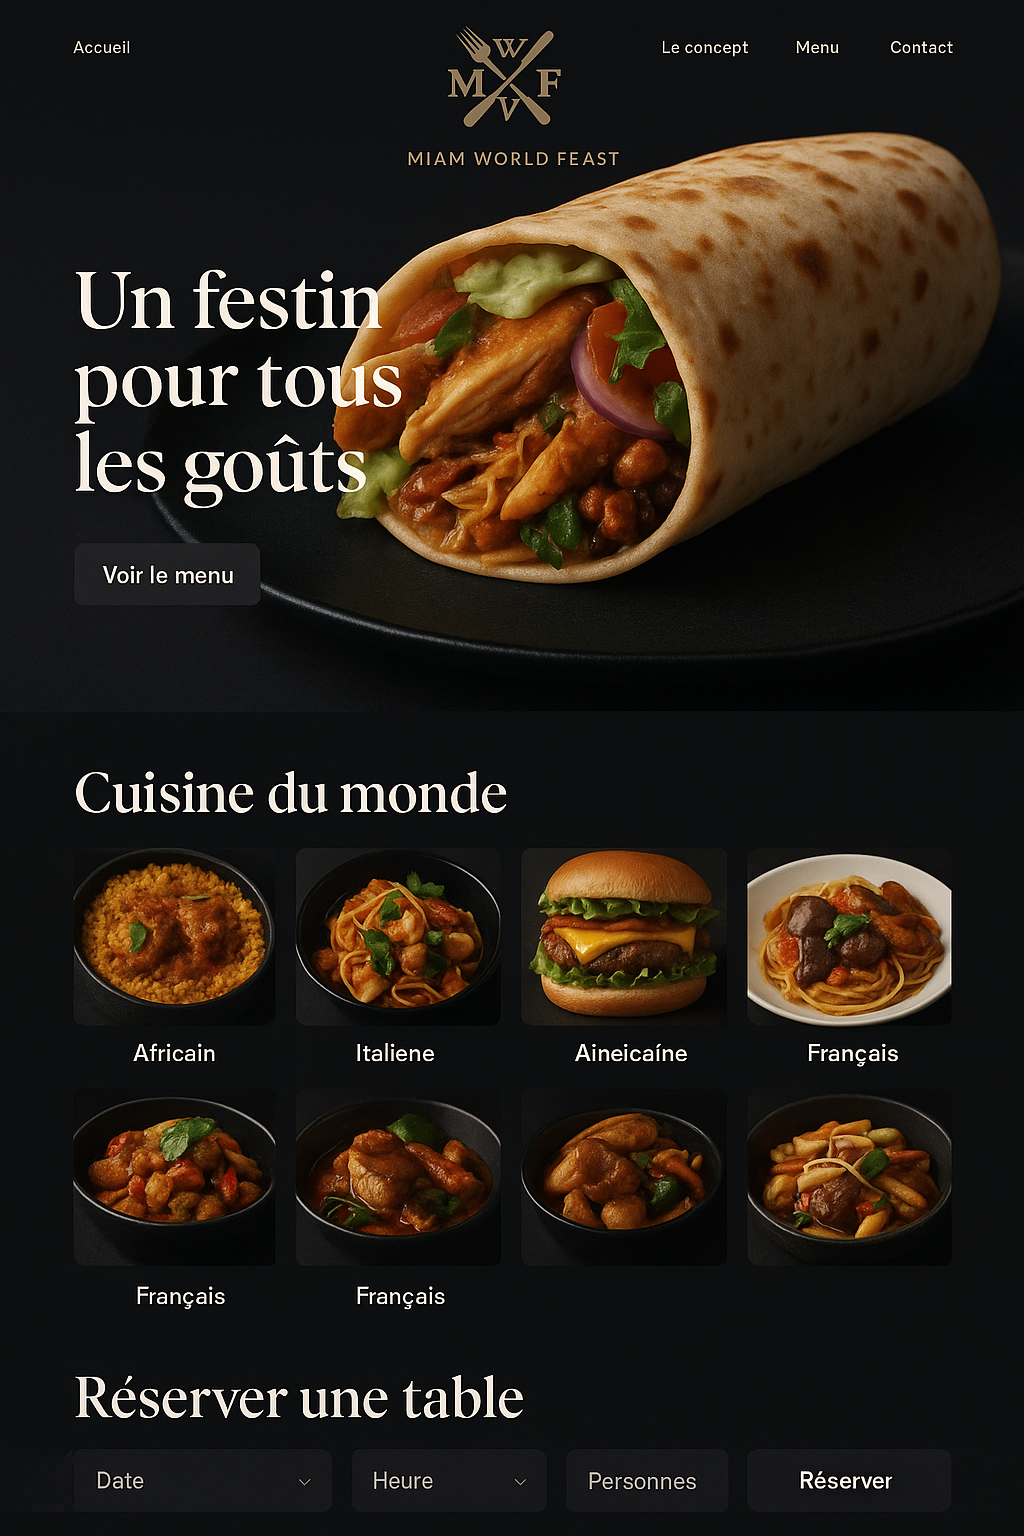 Accueil
Le concept
Menu
Contact
W
M F
V
MIAM WORLD FEAST
Un festin
pour tous
les goûts
Voir le menu
Cuisine du monde
Africain
Italiene
Aineicaíne
Français
Français
Français
Réserver une table
Date
Heure
Personnes
Réserver